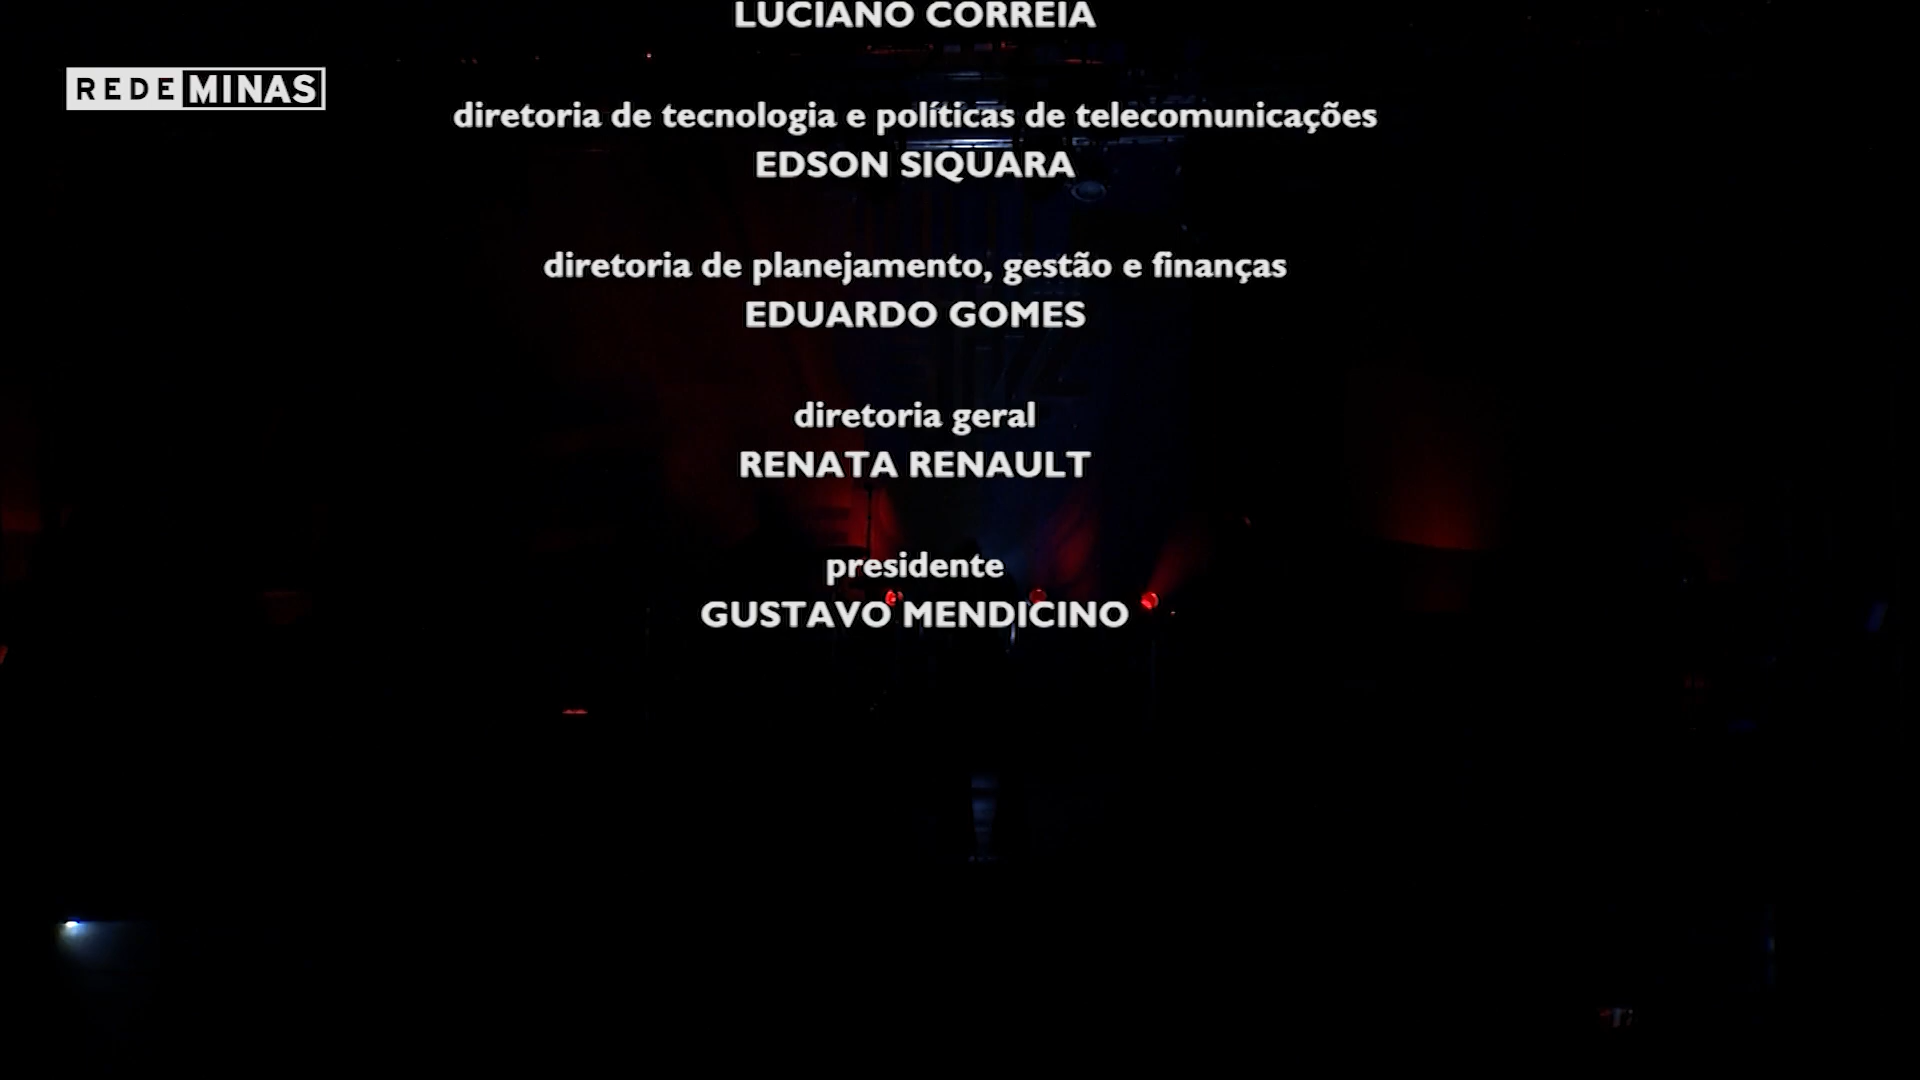 LUCIANO CORREIA
REDE MINAS
diretoria de tecnologia e políticas de telecomunicações
EDSON SIQUARA
diretoria de planejamento, gestão e finanças
EDUARDO GOMES
diretoria geral
RENATA RENAULT
presidente
GUSTAVO MENDICINO